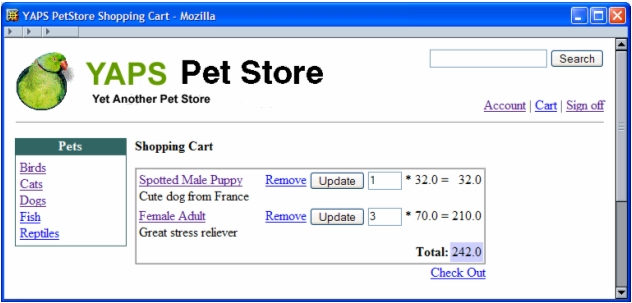 YAPS PetStore Shopping Cart - Mozilla
Search
YAPS Pet Store
Yet Another Pet Store
Account | Cart | Sign off
Pets
Shopping Cart
Birds
Cats
Dogs
Fish
Reptiles
Spotted Male Puppy Remove Update 1 * 32.0 = 32.0
Cute dog from France
Female Adult Remove Update 3 * 70.0 = 210.0
Great stress reliever
Total: 242.0
Check Out